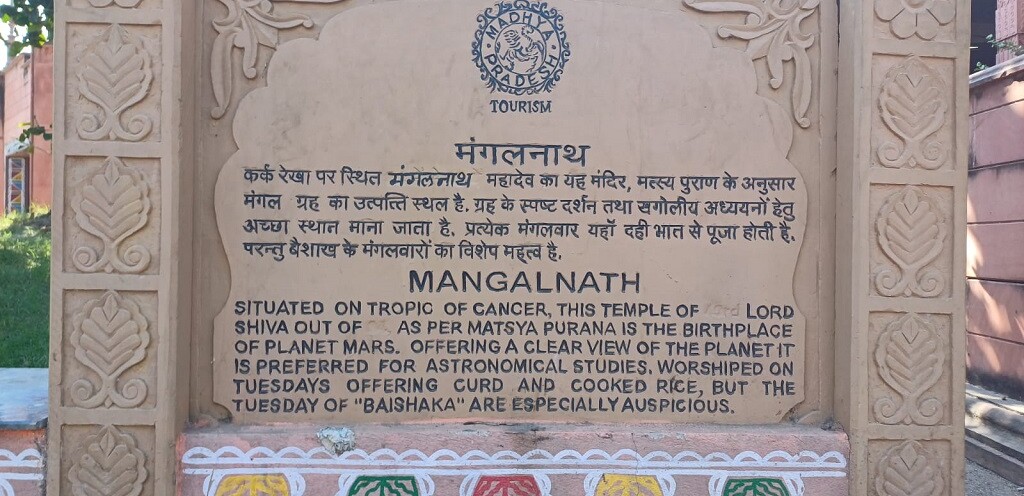 MADHYA PRADESH
TOURISM
मंगलनाथ
कर्क रेखा पर स्थित मंगलनाथ महादेव का यह मंदिर, मत्स्य पुराण के अनुसार
मंगल ग्रह का उत्पत्ति स्थल है. ग्रह के स्पष्ट दर्शन तथा खगोलीय अध्ययनों हेतु
अच्छा स्थान माना जाता है. प्रत्येक मंगलवार यहाँ दही भात से पूजा होती है.
परन्तु बैशाख के मंगलवारों का विशेष महत्व है.
MANGALNATH
SITUATED ON TROPIC OF CANCER, THIS TEMPLE OF LORD
SHIVA OUT OF AS PER MATSYA PURANA IS THE BIRTHPLACE
OF PLANET MARS. OFFERING A CLEAR VIEW OF THE PLANET IT
IS PREFERRED FOR ASTRONOMICAL STUDIES. WORSHIPED ON
TUESDAYS OFFERING CURD AND COOKED RICE, BUT THE
TUESDAY OF "BAISHAKA" ARE ESPECIALLY AUSPICIOUS.